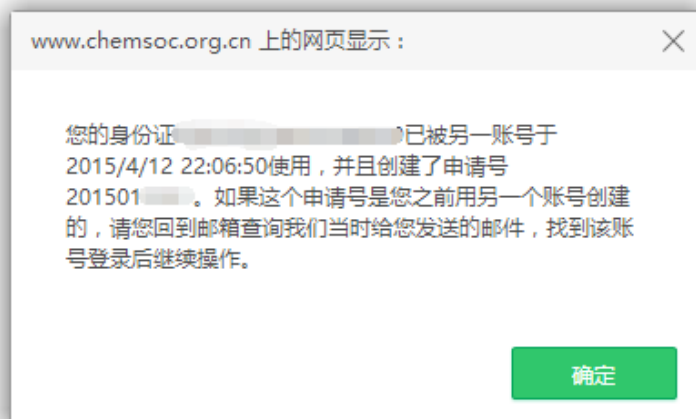 www.chemsoc.org.cn 上的网页显示：
您的身份证 已被另一账号于
2015/4/12 22:06:50使用，并且创建了申请号
201501 。如果这个申请号是您之前用另一个账号创建
的，请您回到邮箱查询我们当时给您发送的邮件，找到该账
号登录后继续操作。
确定